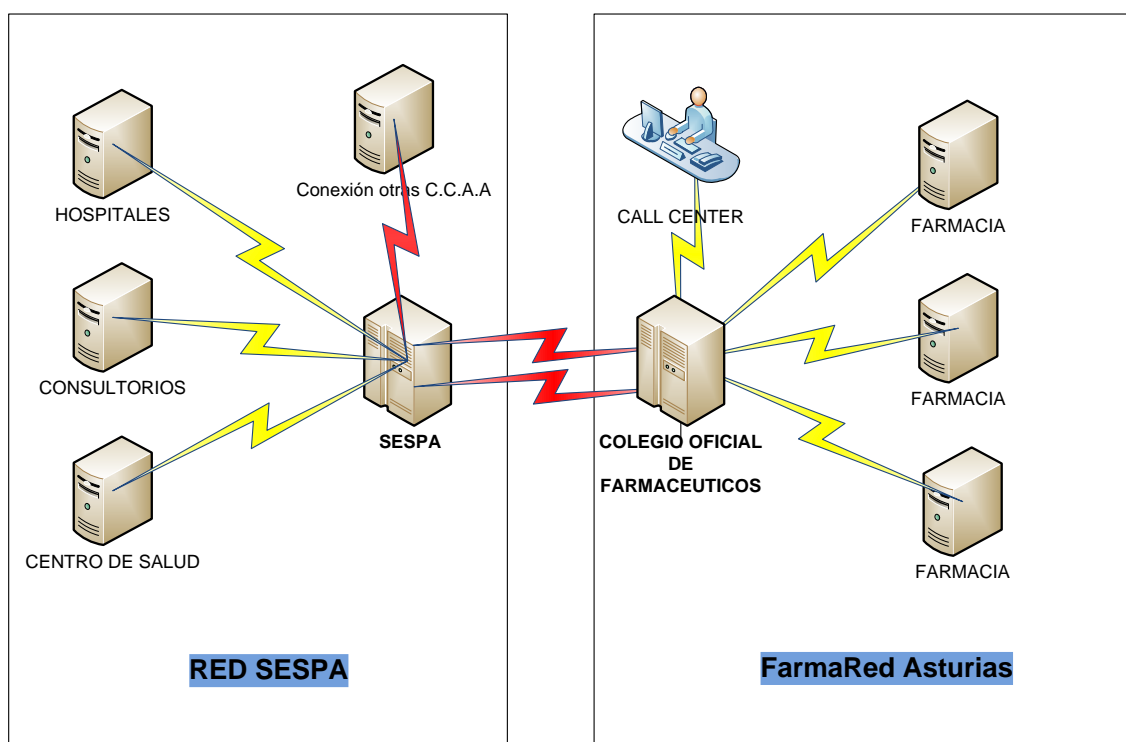 HOSPITALES
Conexión otras C.C.A.A
CONSULTORIOS
SESPA
CENTRO DE SALUD
RED SESPA
CALL CENTER
FARMACIA
FARMACIA
COLEGIO OFICIAL
DE
FARMACEUTICOS
FARMACIA
FarmaRed Asturias